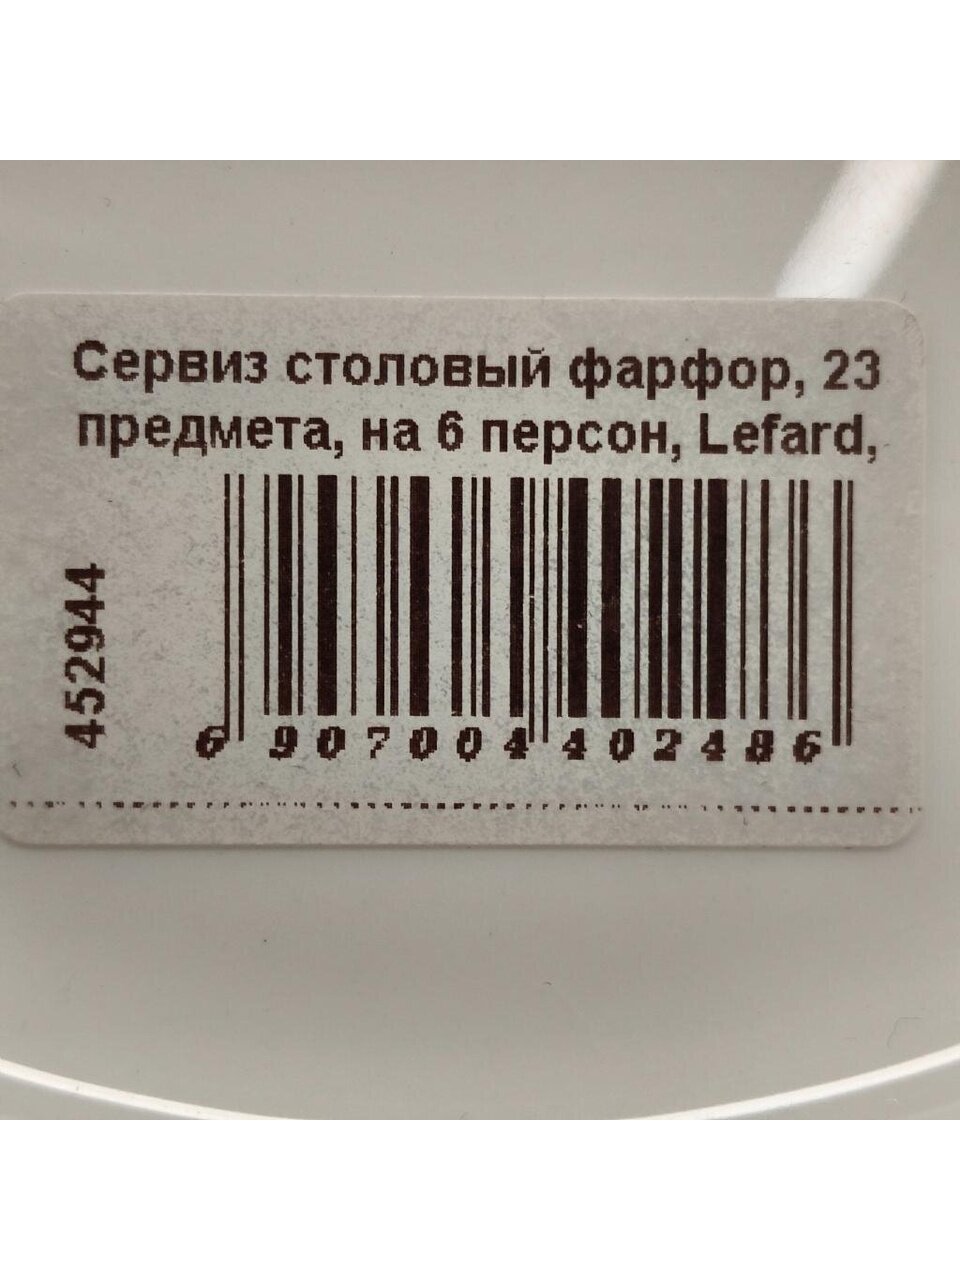 Сервиз столовый фарфор, 23
предмета, на 6 персон, Lefard,
452944
6 907004 402486